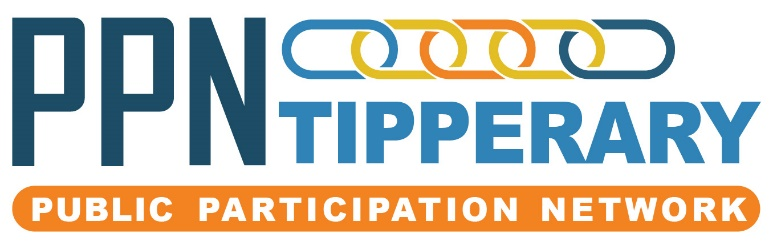 PPN
TIPPERARY
PUBLIC PARTICIPATION NETWORK